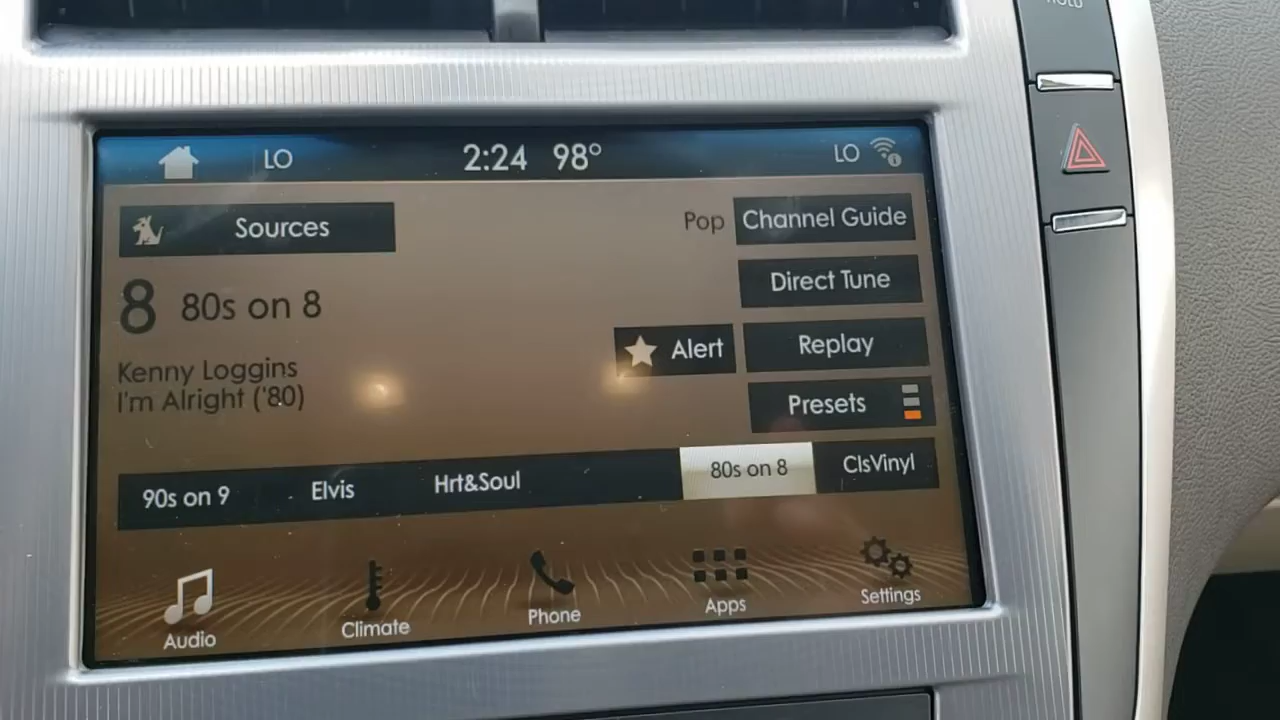 HOLD
LO 2:24 98° LO
Sources
Pop Channel Guide
Direct Tune
8 80s on 8
Alert Replay
Kenny Loggins
I'm Alright ('80)
Presets
90s on 9 Elvis Hrt&Soul 80s on 8 ClsVinyl
Audio Climate Phone Apps Settings